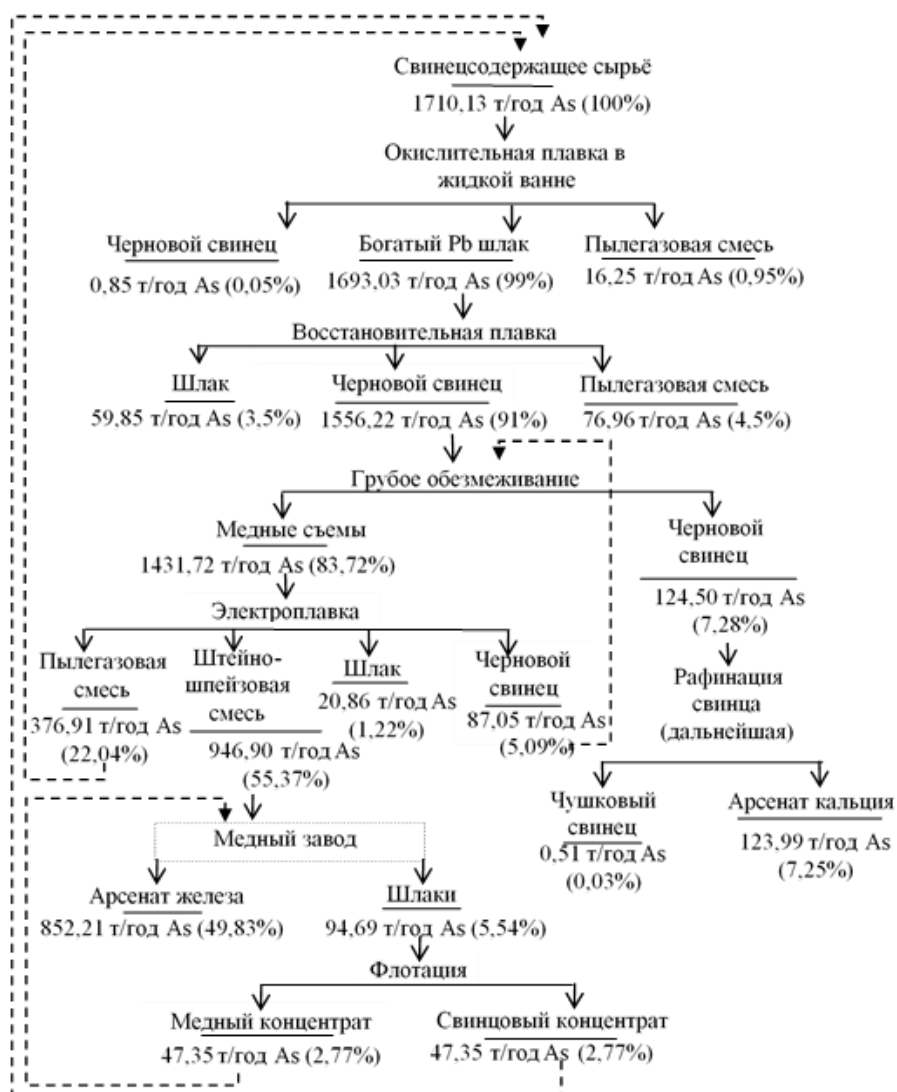 Свинецсодержащее сырьё
1710,13 т/год As (100%)
Окислительная плавка в
жидкой ванне
Черновой свинец
0,85 т/год As (0,05%)
Богатый Pb шлак
1693,03 т/год As (99%)
Пылегазовая смесь
16,25 т/год As (0,95%)
Восстановительная плавка
Шлак
59,85 т/год As (3,5%)
Черновой свинец
1556,22 т/год As (91%)
Пылегазовая смесь
76,96 т/год As (4,5%)
Грубое обезмеживание
Медные съемы
1431,72 т/год As (83,72%)
Черновой
свинец
124,50 т/год As
(7,28%)
Электроплавка
Пылегазовая
смесь
376,91 т/год As
(22,04%)
Штейно-
шпейзовая
смесь
946,90 т/год As
(55,37%)
Шлак
20,86 т/год As
(1,22%)
Черновой
свинец
87,05 т/год As
(5,09%)
Рафинация
свинца
(дальнейшая)
Чушковый
свинец
0,51 т/год As
(0,03%)
Арсенат кальция
123,99 т/год As
(7,25%)
Медный завод
Арсенат железа
852,21 т/год As (49,83%)
Шлаки
94,69 т/год As (5,54%)
Флотация
Медный концентрат
47,35 т/год As (2,77%)
Свинцовый концентрат
47,35 т/год As (2,77%)